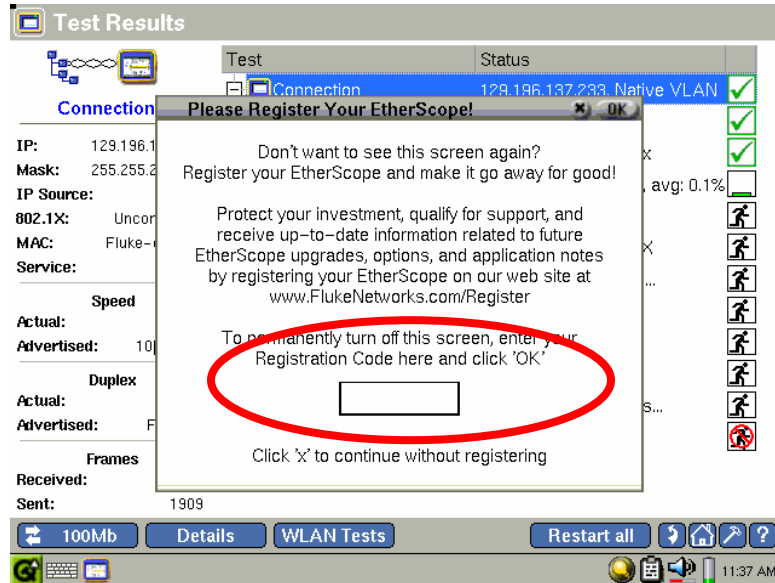 Test Results
Test Status
Connection 129.196.137.233, Native VLAN
Connection
Please Register Your EtherScope! x OK
IP: 129.196.1
Mask: 255.255.2
IP Source:
802.1X: Uncor
MAC: Fluke-
Service:
Speed
Actual:
Advertised: 10
Duplex
Actual:
Advertised: F
Frames
Received:
Sent: 1909
Don't want to see this screen again?
Register your EtherScope and make it go away for good!
Protect your investment, qualify for support, and
receive up-to-date information related to future
EtherScope upgrades, options, and application notes
by registering your EtherScope on our web site at
www.FlukeNetworks.com/Register
To permanently turn off this screen, enter your
Registration Code here and click 'OK'
Click 'x' to continue without registering
x
, avg: 0.1%
X
...
s...
100Mb Details WLAN Tests Restart all ?
11:37 AM